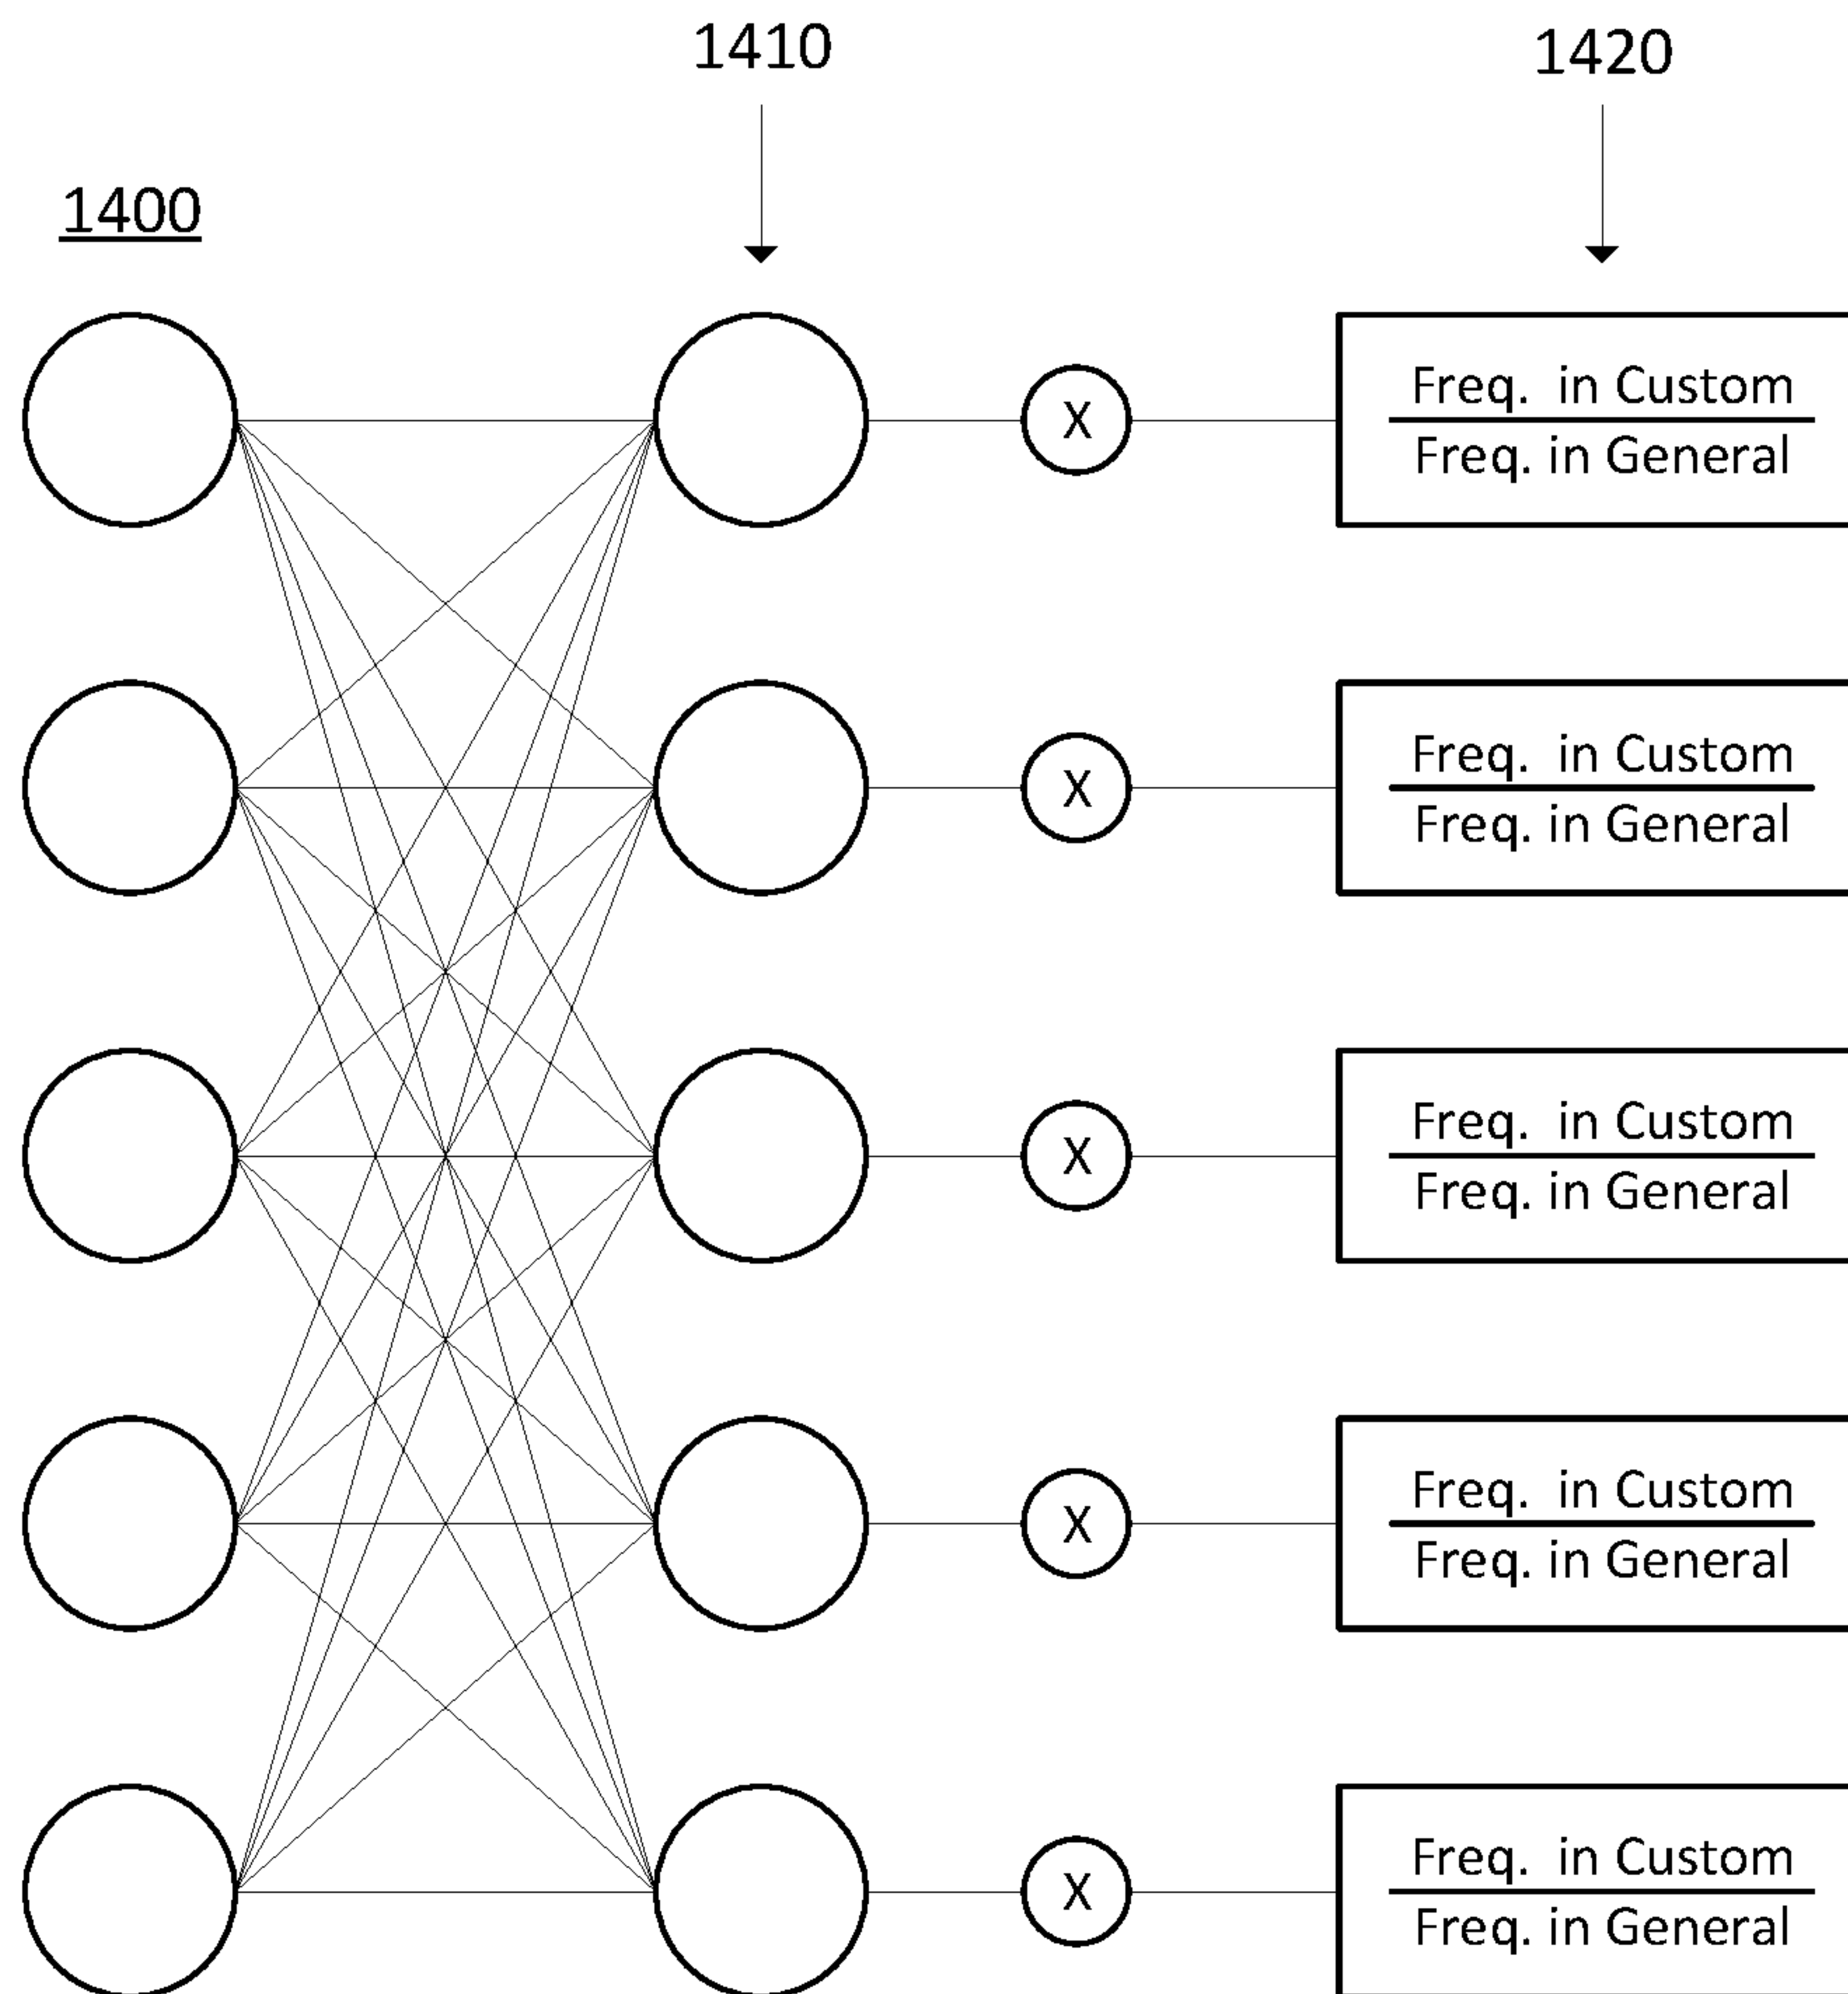 1410
1420
1400
X
Freq. in Custom
Freq. in General
X
Freq. in Custom
Freq. in General
X
Freq. in Custom
Freq. in General
X
Freq. in Custom
Freq. in General
X
Freq. in Custom
Freq. in General